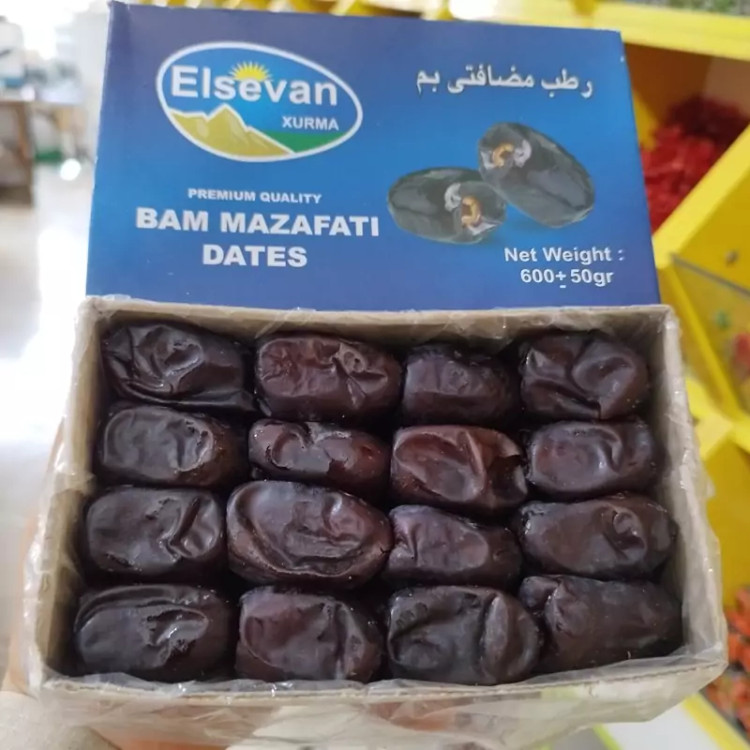 Elsevan
XURMA
رطب مضافتی بم
PREMIUM QUALITY
BAM MAZAFATI
DATES
Net Weight :
600± 50gr